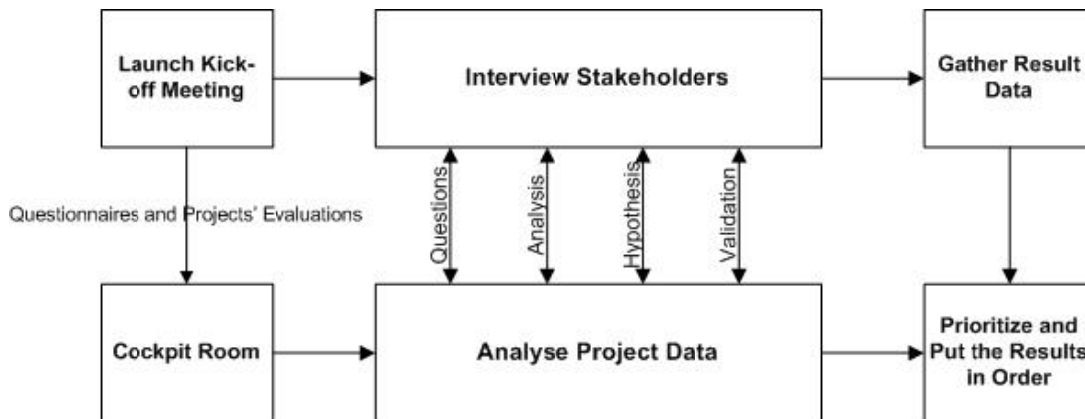 Launch Kick-
off Meeting
Interview Stakeholders
Gather Result
Data
Questionnaires and Projects' Evaluations
Questions
Analysis
Hypothesis
Validation
Cockpit Room
Analyse Project Data
Prioritize and
Put the Results
in Order